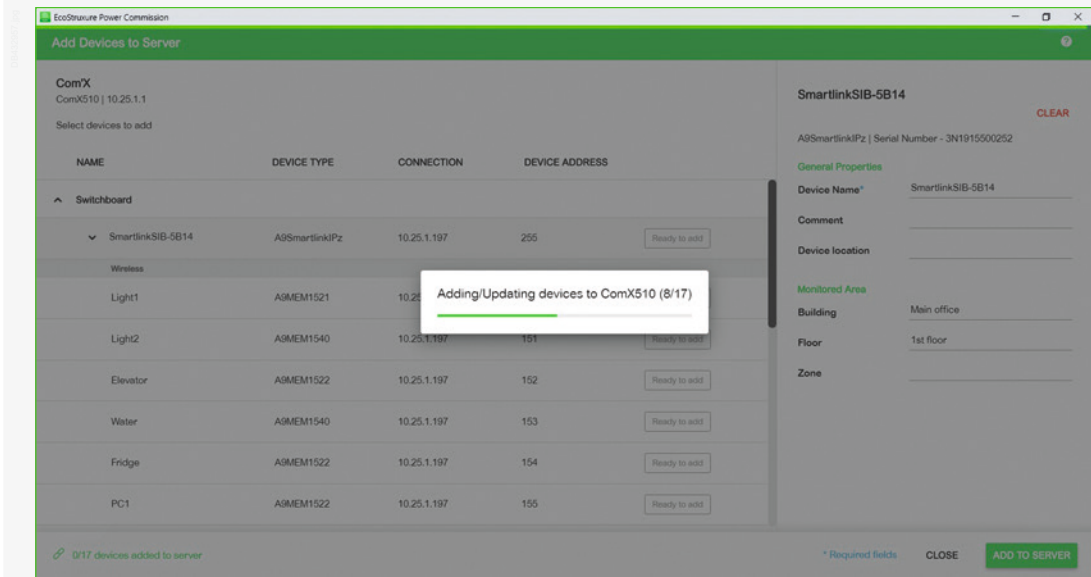 EcoStruxure Power Commission
Add Devices to Server
Com'X
ComX510 | 10.25.1.1
Select devices to add
NAME DEVICE TYPE CONNECTION DEVICE ADDRESS
Switchboard
SmartlinkSIB-5B14 A9SmartlinkIPz 10.25.1.197 255 Ready to add
Wireless
Light1 A9MEM1521 10.25
Light2 A9MEM1540 10.25.1.197 151 Ready to add
Elevator A9MEM1522 10.25.1.197 152 Ready to add
Water A9MEM1540 10.25.1.197 153 Ready to add
Fridge A9MEM1522 10.25.1.197 154 Ready to add
PC1 A9MEM1522 10.25.1.197 155 Ready to add
Adding/Updating devices to ComX510 (8/17)
SmartlinkSIB-5B14
CLEAR
A9SmartlinkIPz | Serial Number - 3N1915500252
General Properties
Device Name* SmartlinkSIB-5B14
Comment
Device location
Monitored Area
Building Main office
Floor 1st floor
Zone
0/17 devices added to server
* Required fields CLOSE ADD TO SERVER